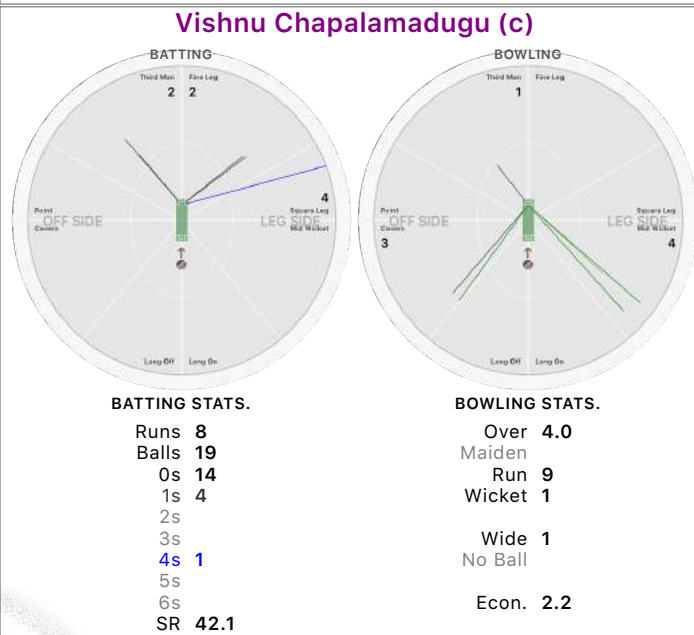 Vishnu Chapalamadugu (c)
BATTING
Third Man Fine Leg
2 2
4
Point Square Leg
OFF SIDE LEG SIDE
Covers Mid Wicket
Long Off Long On
BOWLING
Third Man Fine Leg
1
Point Square Leg
OFF SIDE LEG SIDE
Covers Mid Wicket
3 4
Long Off Long On
BATTING STATS.
Runs 8
Balls 19
0s 14
1s 4
2s
3s
4s 1
5s
6s
SR 42.1
BOWLING STATS.
Over 4.0
Maiden
Run 9
Wicket 1
Wide 1
No Ball
Econ. 2.2